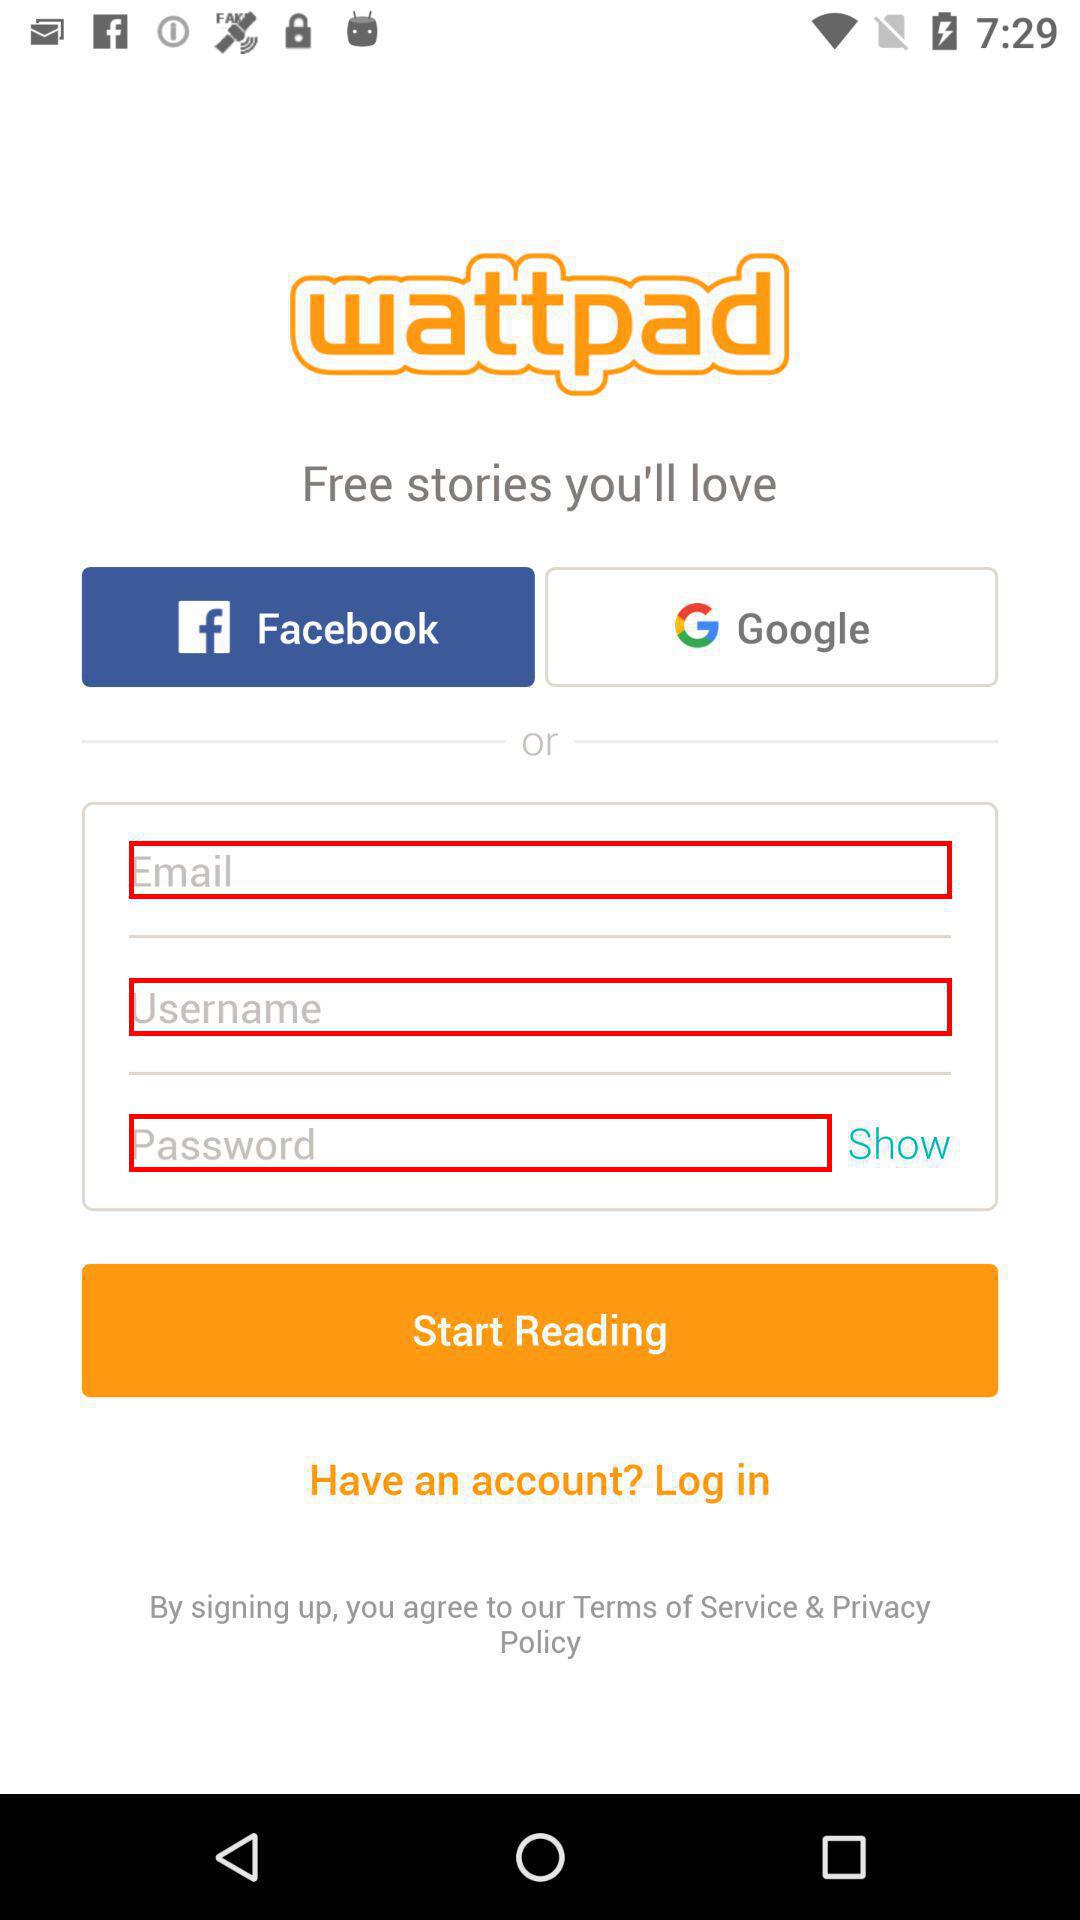 FAKE
7:29
wattpad
Free stories you'll love
Facebook
Google
or
Email
Username
Password
Show
Start Reading
Have an account? Log in
By signing up, you agree to our Terms of Service & Privacy
Policy